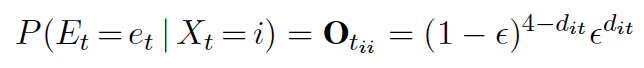 P(E_t = e_t | X_t = i) = O_{t_{ii}} = (1 − ϵ)^{4−d_{it}} ϵ^{d_{it}}